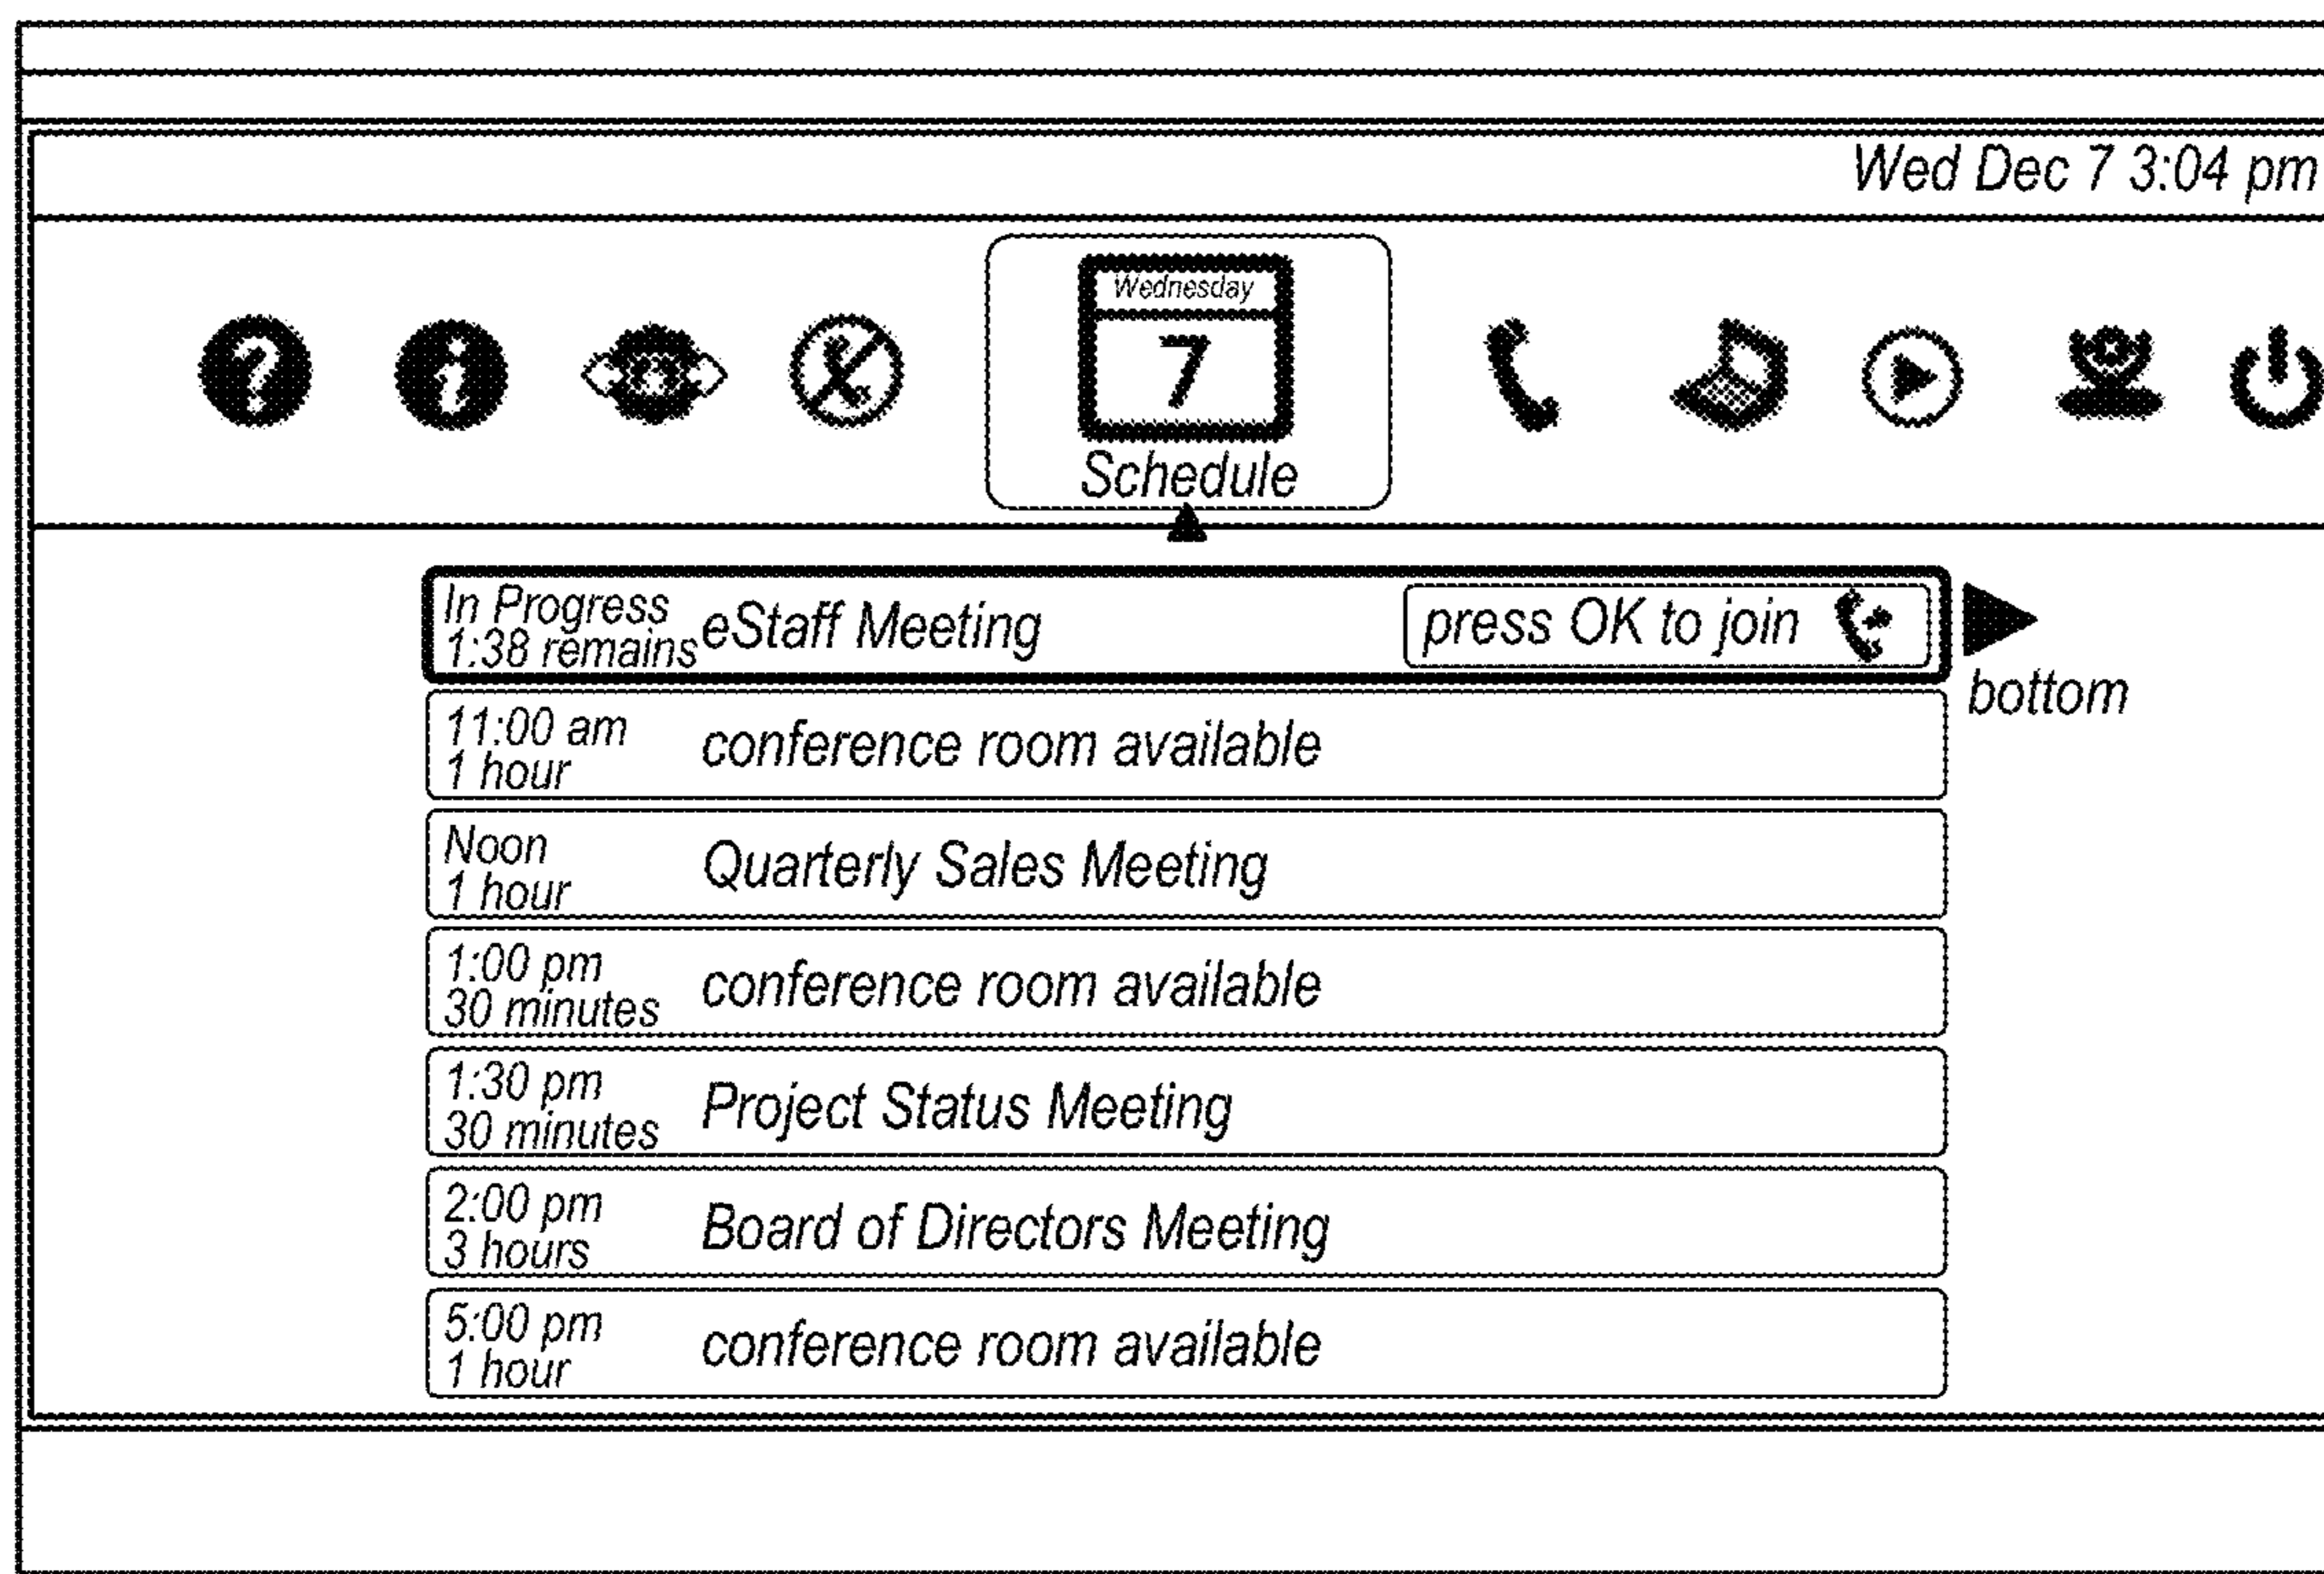 Wed Dec 7 3:04 pm
Wednesday
7
Schedule
In Progress
1:38 remains
eStaff Meeting
press OK to join
bottom
11:00 am
1 hour
conference room available
Noon
1 hour
Quarterly Sales Meeting
1:00 pm
30 minutes
conference room available
1:30 pm
30 minutes
Project Status Meeting
2:00 pm
3 hours
Board of Directors Meeting
5:00 pm
1 hour
conference room available